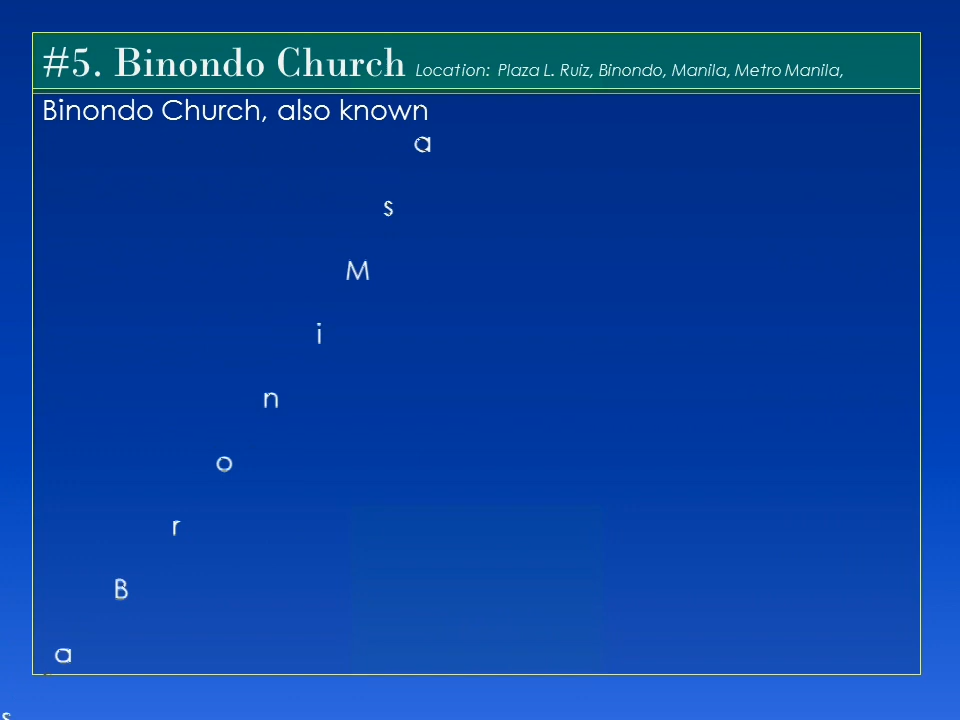 #5. Binondo Church Location: Plaza L. Ruiz, Binondo, Manila, Metro Manila,
Binondo Church, also known
a
s
M
i
n
o
r
B
a
s